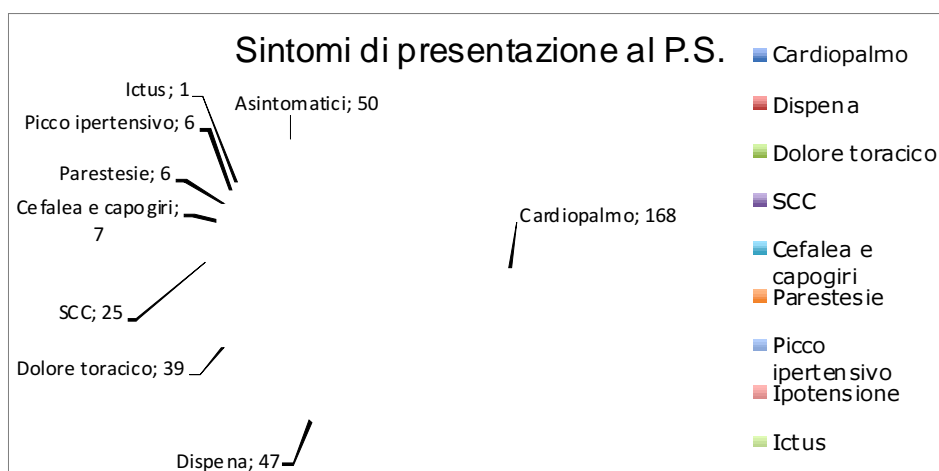 Sintomi di presentazione al P.S.
Ictus; 1
Asintomatici; 50
Picco ipertensivo; 6
Parestesie; 6
Cefalea e capogiri;
7
Cardiopalmo; 168
SCC; 25
Dolore toracico; 39
Dispena; 47
Cardiopalmo
Dispena
Dolore toracico
SCC
Cefalea e
capogiri
Parestesie
Picco
ipertensivo
Ipotensione
Ictus